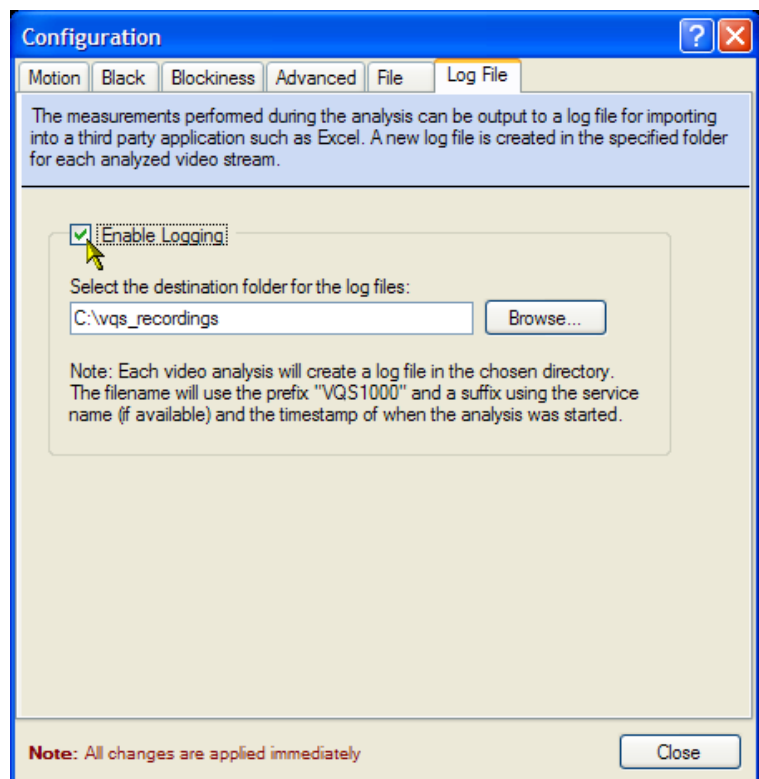 Configuration
Motion Black Blockiness Advanced File Log File
The measurements performed during the analysis can be output to a log file for importing
into a third party application such as Excel. A new log file is created in the specified folder
for each analyzed video stream.
Enable Logging
Select the destination folder for the log files:
C:\vqs_recordings Browse...
Note: Each video analysis will create a log file in the chosen directory.
The filename will use the prefix "VQS1000" and a suffix using the service
name (if available) and the timestamp of when the analysis was started.
Note: All changes are applied immediately Close